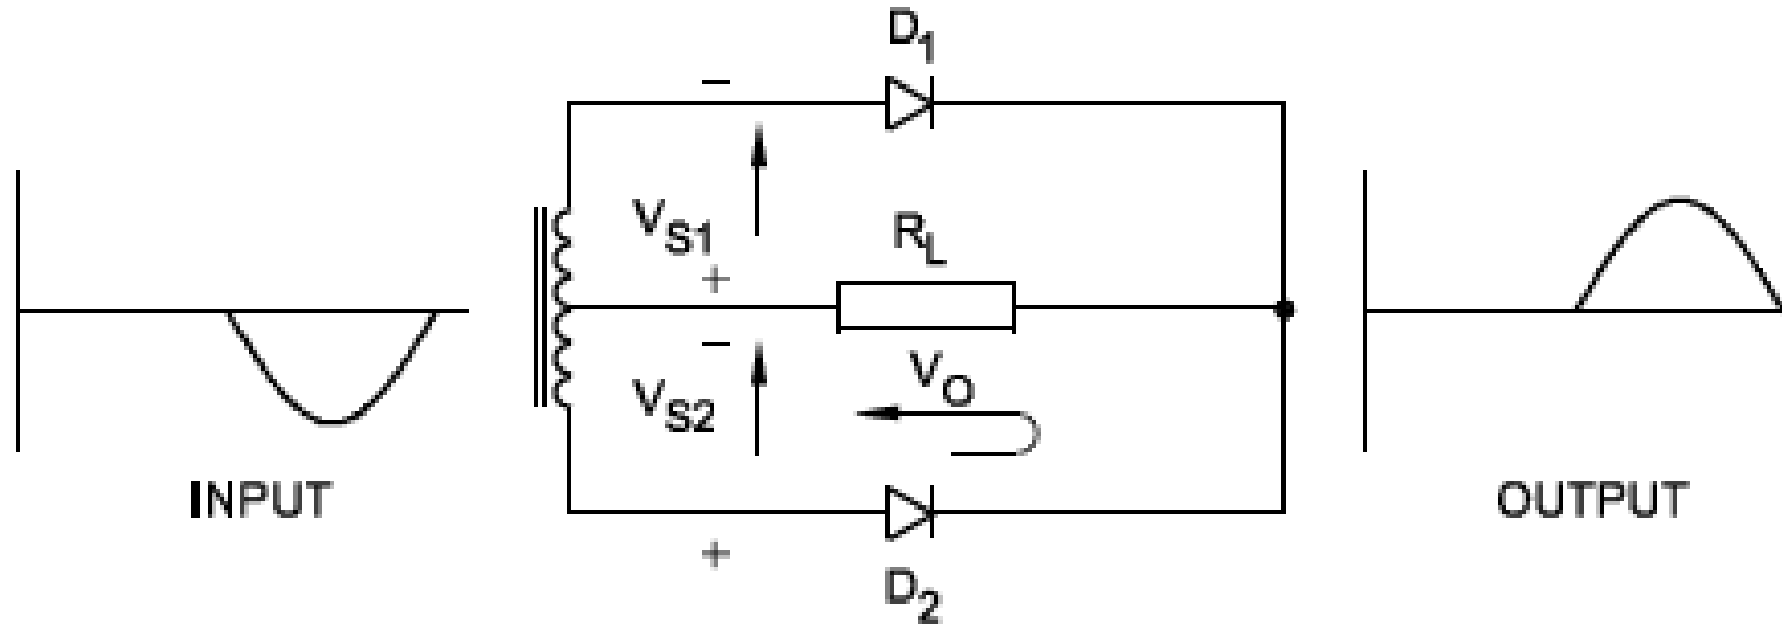 D1
−
VS1
+
RL
−
VS2
VO
INPUT
OUTPUT
+
D2